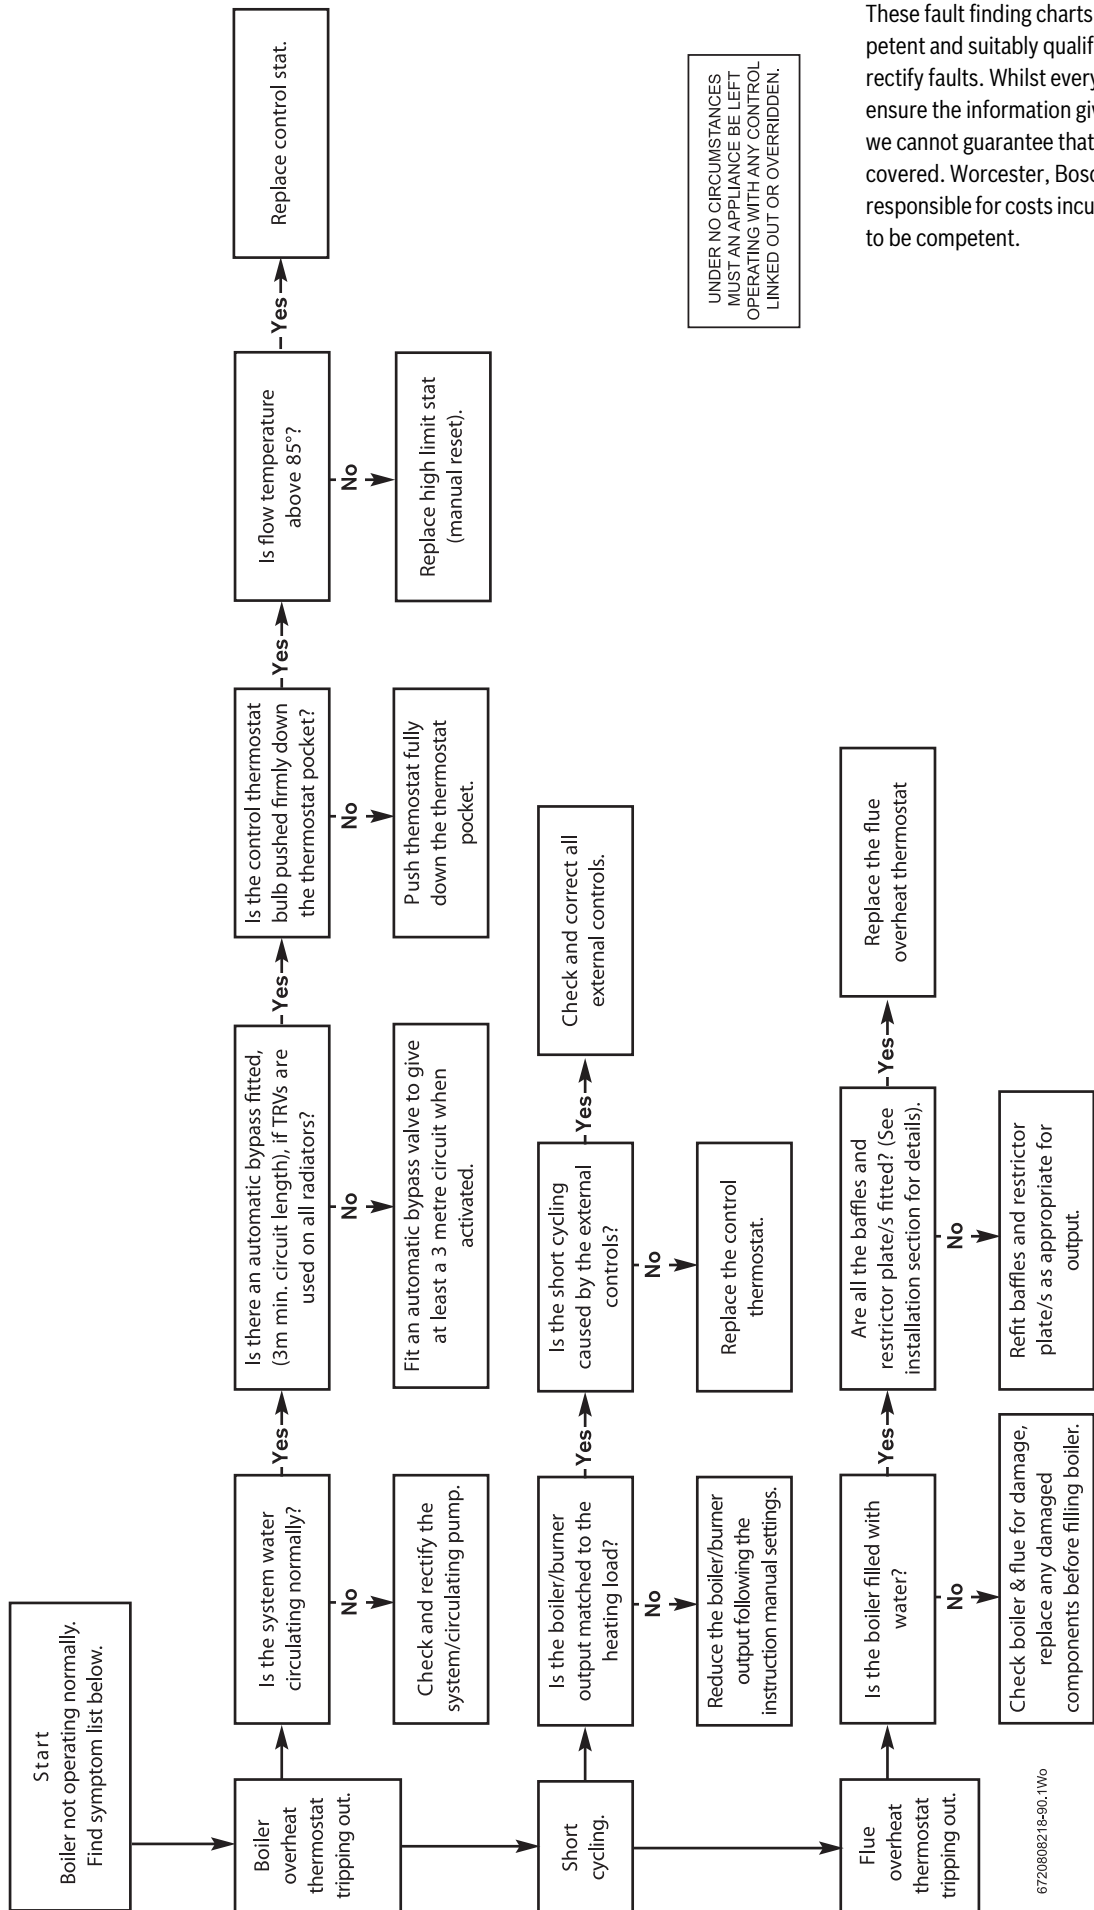 These fault finding charts
petent and suitably qualif
rectify faults. Whilst every
ensure the information giv
we cannot guarantee that
covered. Worcester, Bosc
responsible for costs incu
to be competent.
Start
Boiler not operating normally.
Find symptom list below.
Boiler
overheat
thermostat
tripping out.
Is the system water
circulating normally?
Yes
No
Check and rectify the
system/circulating pump.
Is there an automatic bypass fitted,
(3m min. circuit length), if TRVs are
used on all radiators?
Yes
No
Fit an automatic bypass valve to give
at least a 3 metre circuit when
activated.
Is the control thermostat
bulb pushed firmly down
the thermostat pocket?
Yes
No
Push themostat fully
down the thermostat
pocket.
Is flow temperature
above 85°?
Yes
No
Replace high limit stat
(manual reset).
Replace control stat.
Short
cycling.
Is the boiler/burner
output matched to the
heating load?
Yes
No
Reduce the boiler/burner
output following the
instruction manual settings.
Is the short cycling
caused by the external
controls?
Yes
No
Replace the control
thermostat.
Check and correct all
external controls.
Flue
overheat
thermostat
tripping out.
Is the boiler filled with
water?
Yes
No
Check boiler & flue for damage,
replace any damaged
components before filling boiler.
Are all the baffles and
restrictor plate/s fitted? (See
installation section for details).
Yes
No
Refit baffles and restrictor
plate/s as appropriate for
output.
Replace the flue
overheat thermostat
UNDER NO CIRCUMSTANCES
MUST AN APPLIANCE BE LEFT
OPERATING WITH ANY CONTROL
LINKED OUT OR OVERRIDDEN.
6720808218-90.1Wo